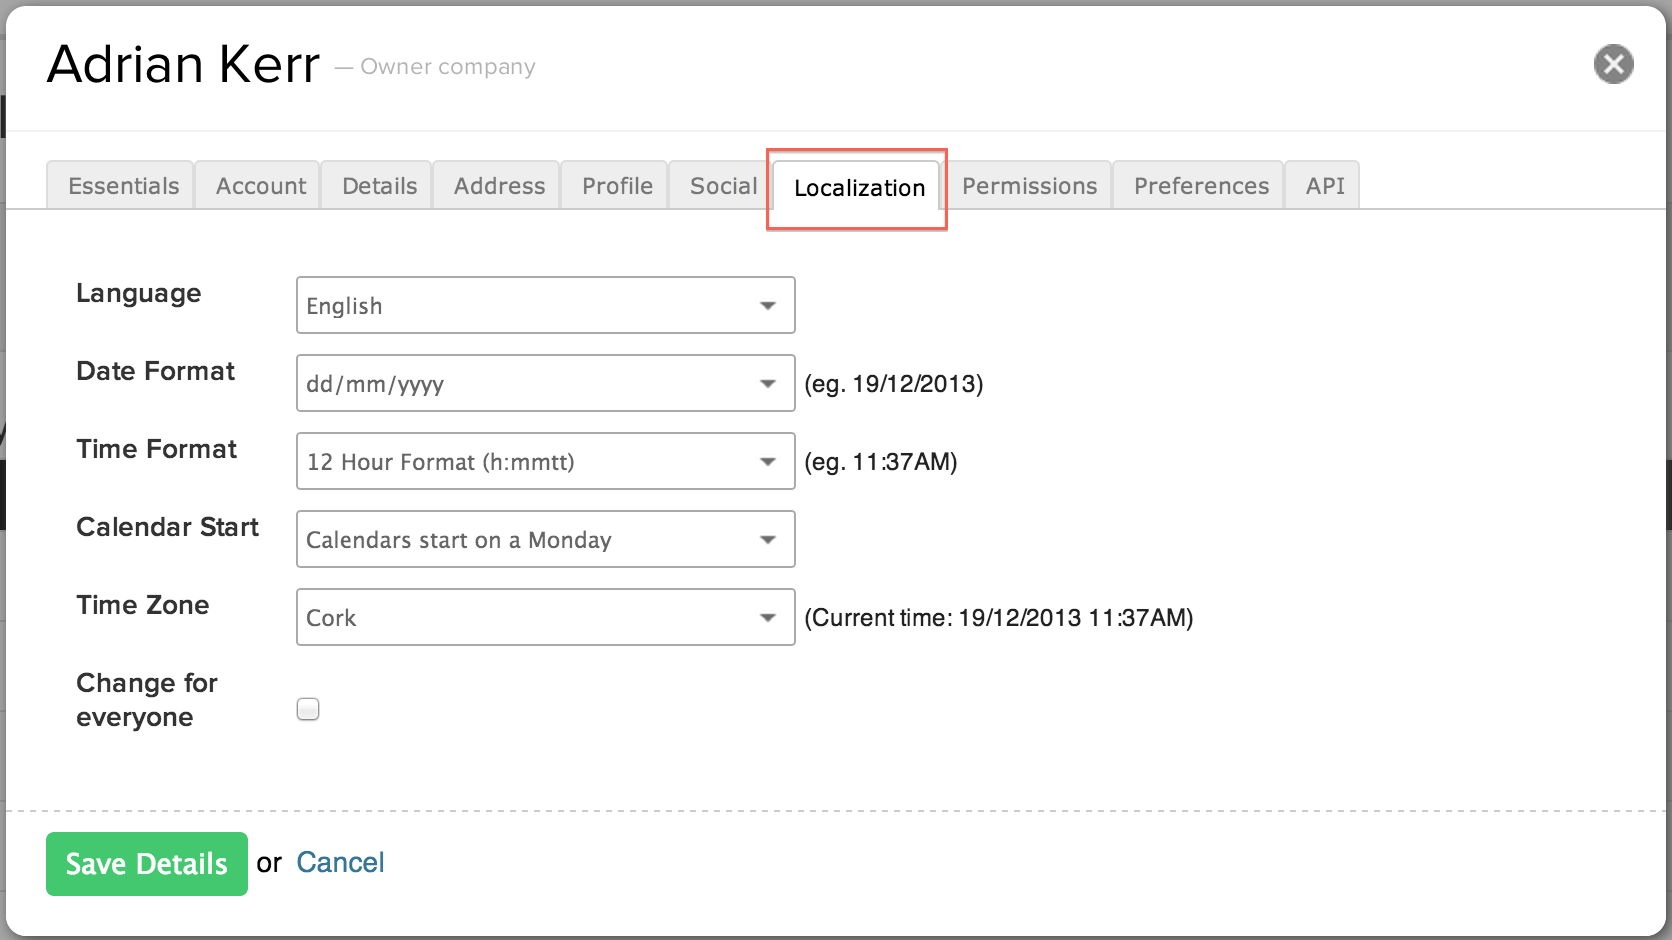 Adrian Kerr — Owner company
Essentials Account Details Address Profile Social Localization Permissions Preferences API
Language English
Date Format dd/mm/yyyy (eg. 19/12/2013)
Time Format 12 Hour Format (h:mmtt) (eg. 11:37AM)
Calendar Start Calendars start on a Monday
Time Zone Cork (Current time: 19/12/2013 11:37AM)
Change for
everyone
Save Details or Cancel